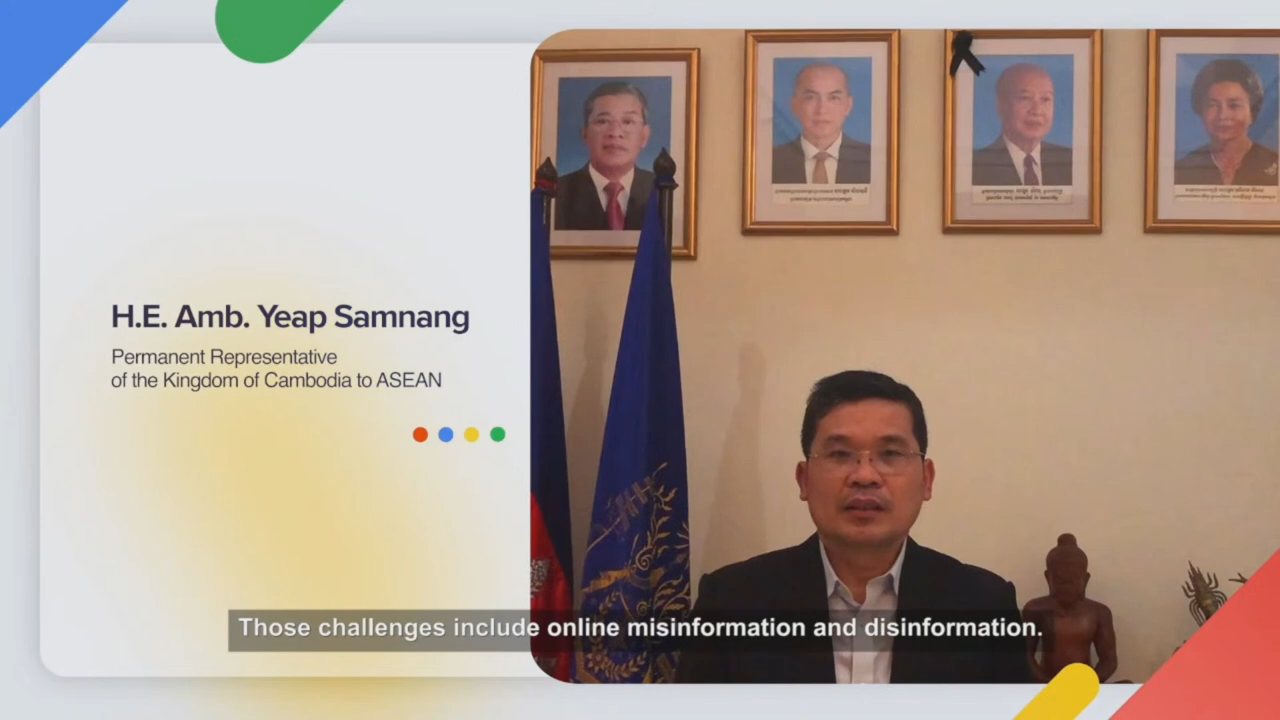 H.E. Amb. Yeap Samnang
Permanent Representative
of the Kingdom of Cambodia to ASEAN
Those challenges include online misinformation and disinformation.